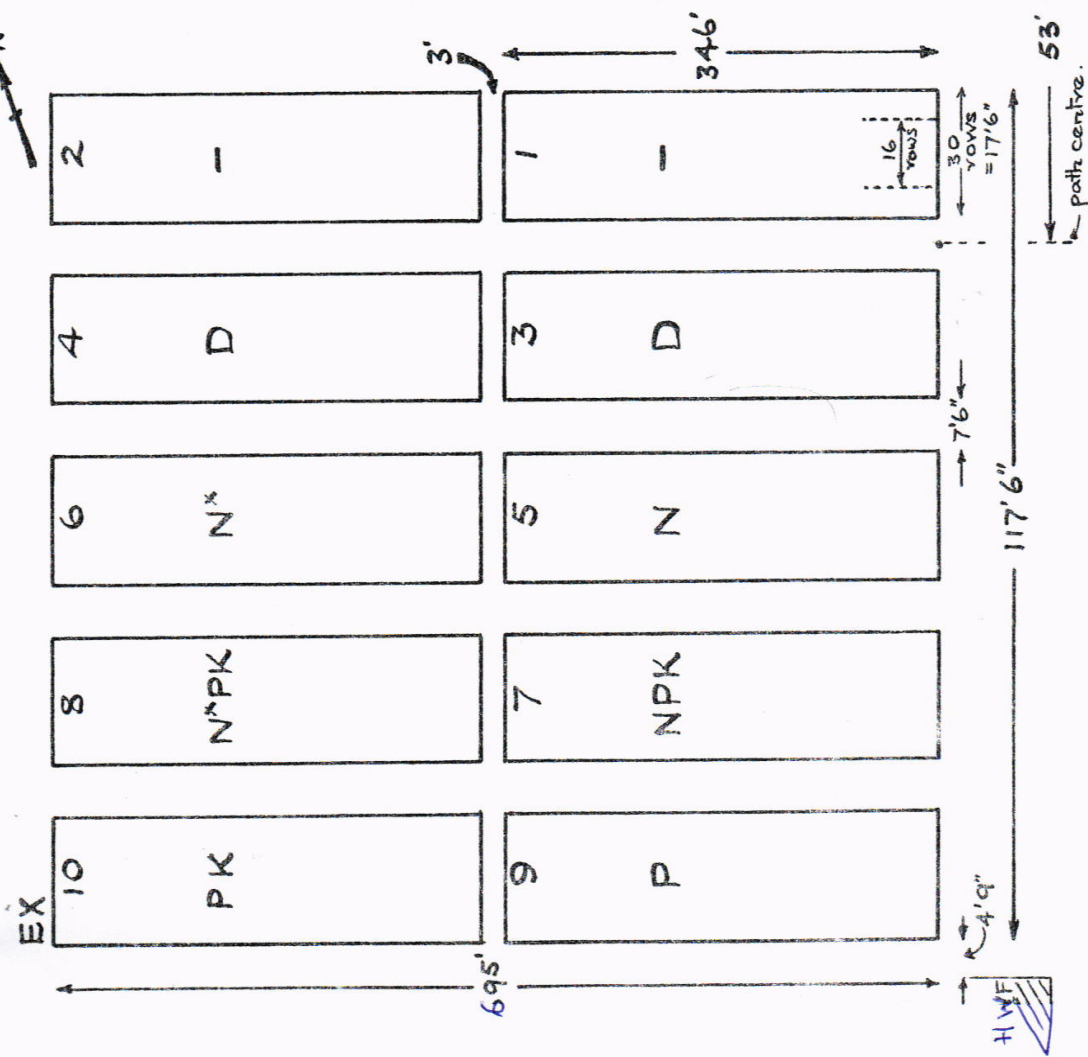 N
EX
2
—
4
D
6
N*
8
N*PK
10
PK
3'
1
—
3
D
5
N
7
NPK
9
P
346'
695'
16
rows
30
rows
=17'6"
53'
path centre.
7'6"
117'6"
4'9"
HWF